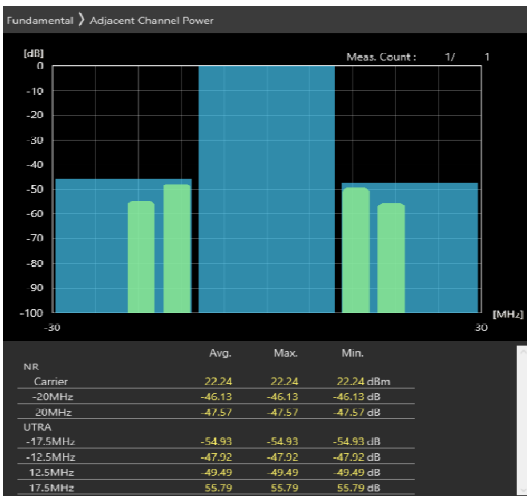 Fundamental 》 Adjacent Channel Power
[dB]
Meas. Count : 1/ 1
0
-10
-20
-30
-40
-50
-60
-70
-80
90
-100
[MHz]
-30 30
Avg. Max. Min.
NR
Carrier 22.24 22.24 22.24 dBm
-20MHz -46.13 -46.13 -46.13 dB
20MHz -47.57 -47.57 -47.57 dB
UTRA
-17.5MHz -54.93 -54.93 -54.93 dB
-12.5MHz -47.92 -47.92 -47.92 dB
12.5MHz -49.49 -49.49 -49.49 dB
17.5MHz 55.79 55.79 55.79 dB